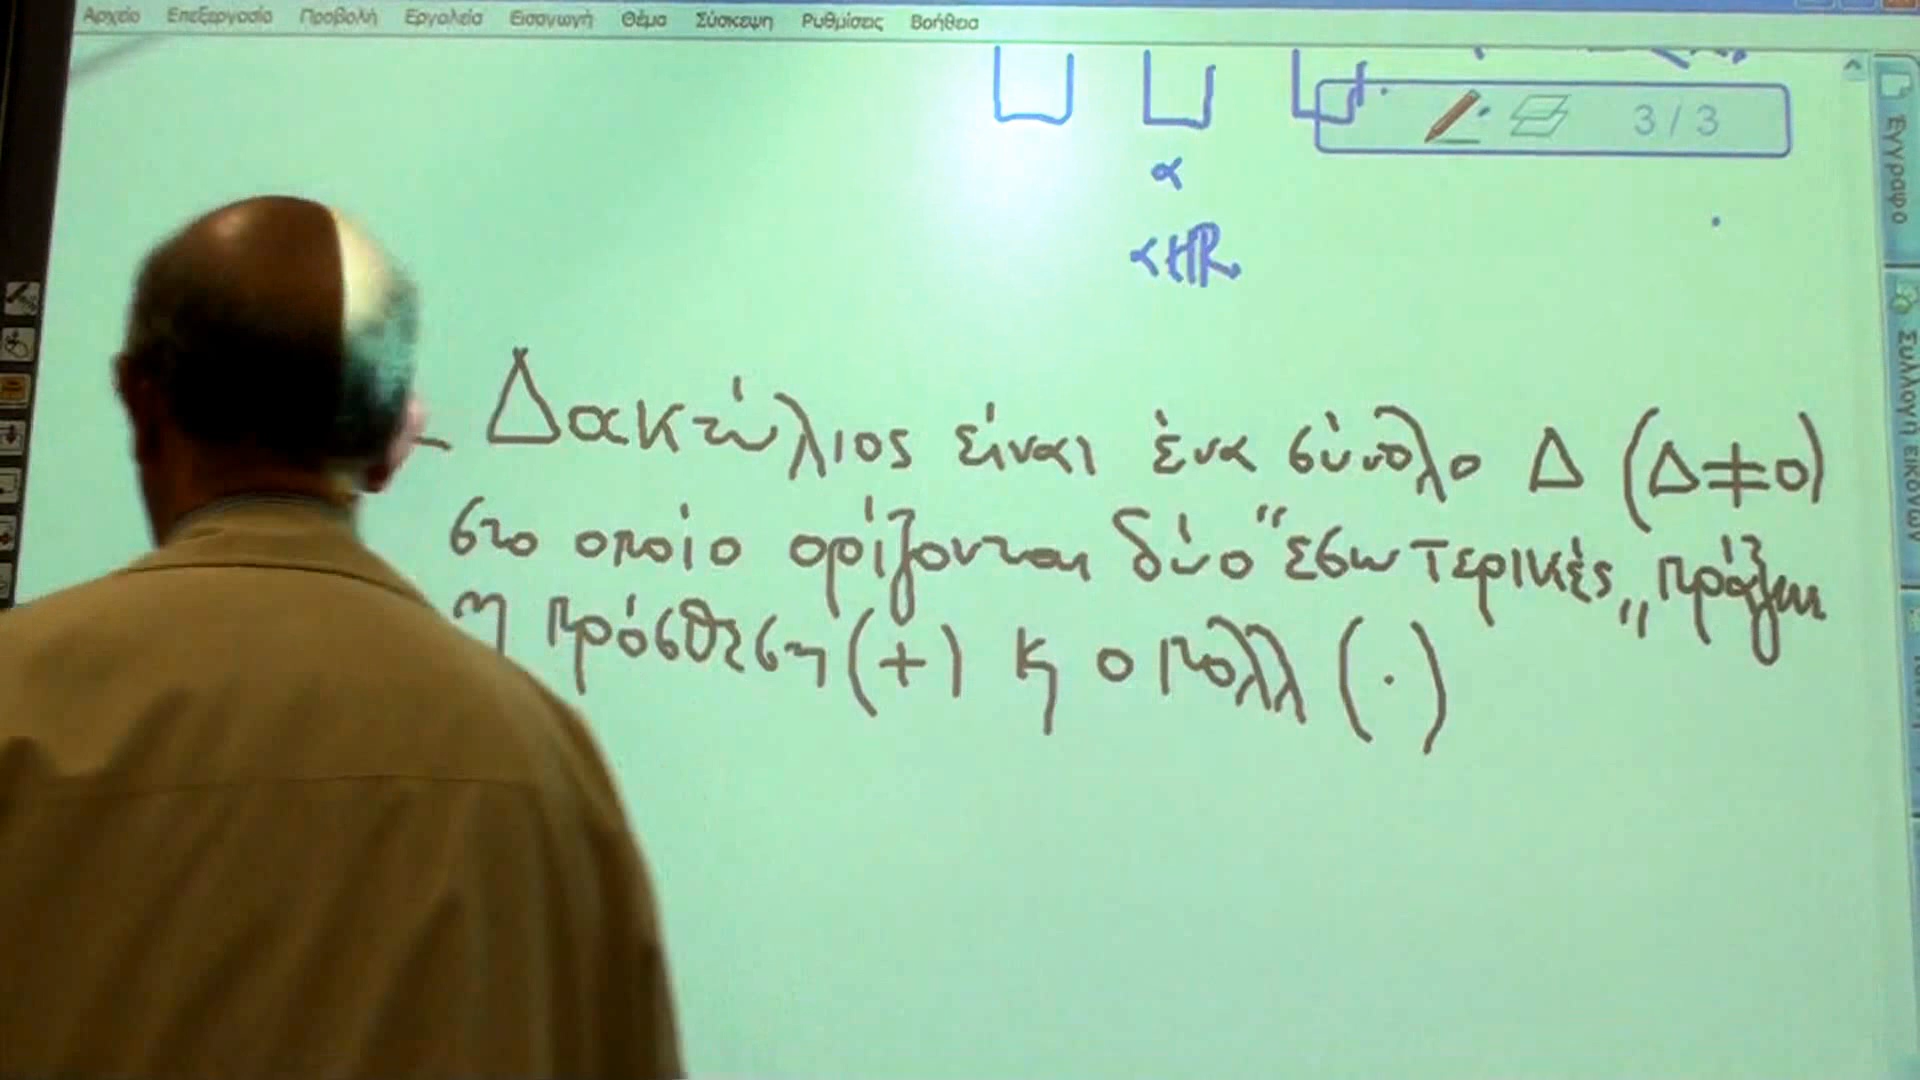 Αρχείο Επεξεργασία Προβολή Εργαλεία Εισαγωγή Θέμα Σύσκεψη Ρυθμίσεις Βοήθεια
3 / 3
α
Δακτύλιος είναι ένα σύνολο Δ (Δ≠0)
στο οποίο ορίζονται δύο "εσωτερικές" πράξεις
η πρόσθεση (+) κ ο πολλ (·)
Έγγραφο
Συλλογή εικόνων